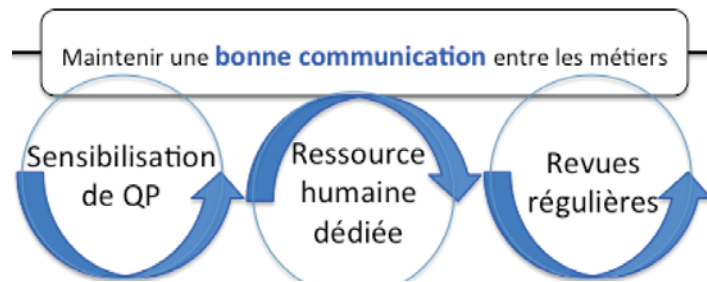 Maintenir une bonne communication entre les métiers
Sensibilisation
de QP
Ressource
humaine
dédiée
Revues
régulières